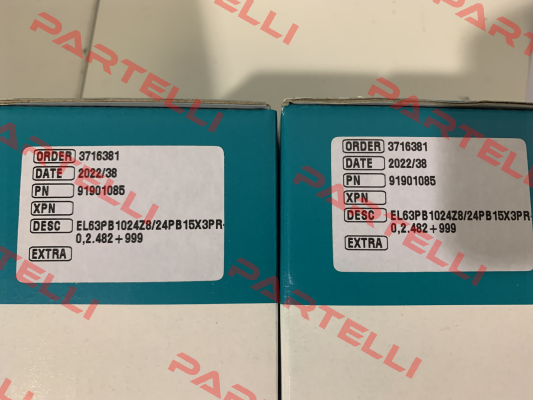 PARTELLI
PARTELLI
ORDER 3716381
DATE 2022/38
PN 91901085
XPN
DESC EL63PB1024Z8/24PB15X3PR-
0,2.482+999
EXTRA
ORDER 3716381
DATE 2022/38
PN 91901085
XPN
DESC EL63PB1024Z8/24PB15X3PR-
0,2.482+999
EXTRA
PARTELLI
PARTELLI